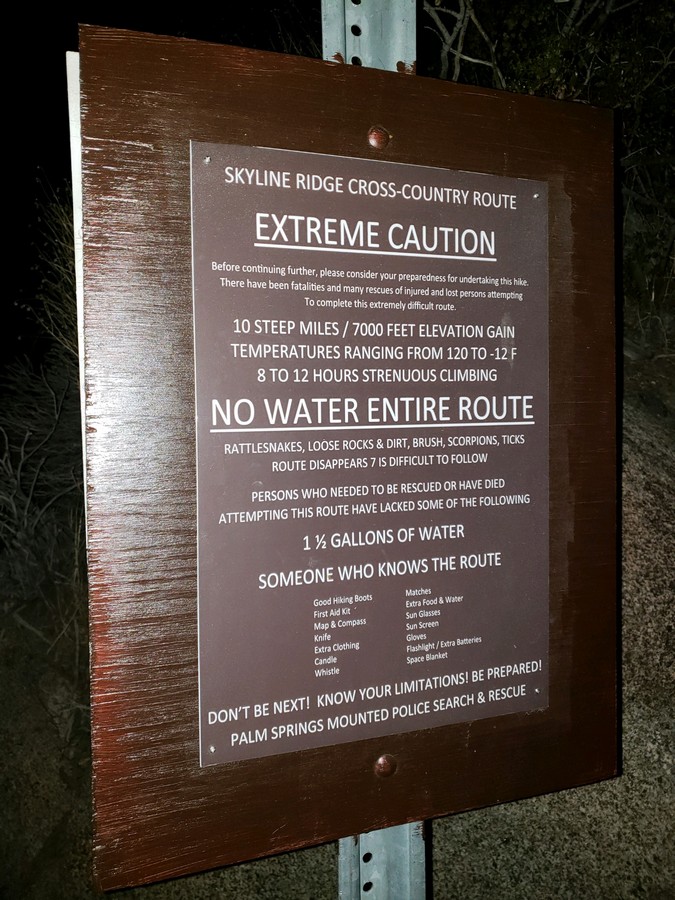 SKYLINE RIDGE CROSS-COUNTRY ROUTE
EXTREME CAUTION
Before continuing further, please consider your preparedness for undertaking this hike.
There have been fatalities and many rescues of injured and lost persons attempting
To complete this extremely difficult route.
10 STEEP MILES / 7000 FEET ELEVATION GAIN
TEMPERATURES RANGING FROM 120 TO -12 F
8 TO 12 HOURS STRENUOUS CLIMBING
NO WATER ENTIRE ROUTE
RATTLESNAKES, LOOSE ROCKS & DIRT, BRUSH, SCORPIONS, TICKS
ROUTE DISAPPEARS 7 IS DIFFICULT TO FOLLOW
PERSONS WHO NEEDED TO BE RESCUED OR HAVE DIED
ATTEMPTING THIS ROUTE HAVE LACKED SOME OF THE FOLLOWING
1 ½ GALLONS OF WATER
SOMEONE WHO KNOWS THE ROUTE
Good Hiking Boots
First Aid Kit
Map & Compass
Knife
Extra Clothing
Candle
Whistle
Matches
Extra Food & Water
Sun Glasses
Sun Screen
Gloves
Flashlight / Extra Batteries
Space Blanket
DON'T BE NEXT! KNOW YOUR LIMITATIONS! BE PREPARED!
PALM SPRINGS MOUNTED POLICE SEARCH & RESCUE